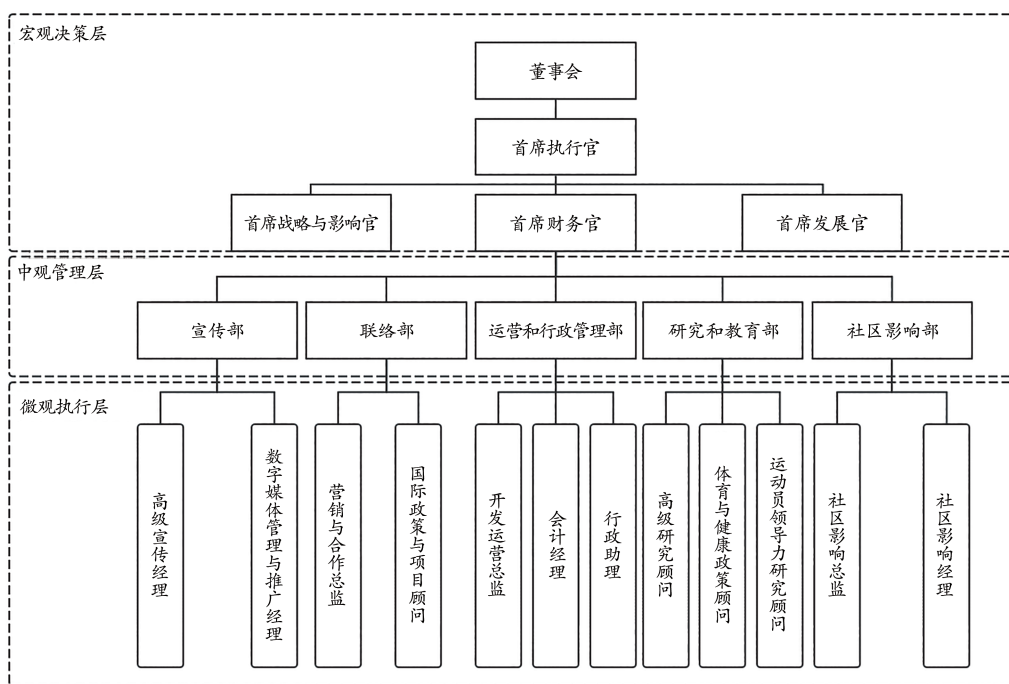 宏观决策层
董事会
首席执行官
首席战略与影响官
首席财务官
首席发展官
中观管理层
宣传部
联络部
运营和行政管理部
研究和教育部
社区影响部
微观执行层
高级宣传经理
数字媒体管理与推广经理
营销与合作总监
国际政策与项目顾问
开发运营总监
会计经理
行政助理
高级研究顾问
体育与健康政策顾问
运动员领导力研究顾问
社区影响总监
社区影响经理